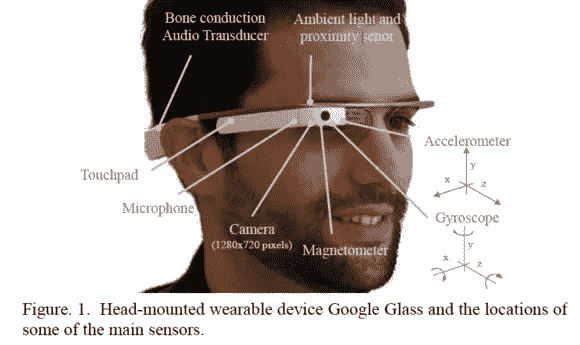 Bone conduction
Audio Transducer
Ambient light and
proximity senor
Accelerometer
y
x
z
Touchpad
Microphone
Camera
(1280x720 pixels)
Magnetometer
Gyroscope
y
x
z
Figure. 1. Head-mounted wearable device Google Glass and the locations of
some of the main sensors.